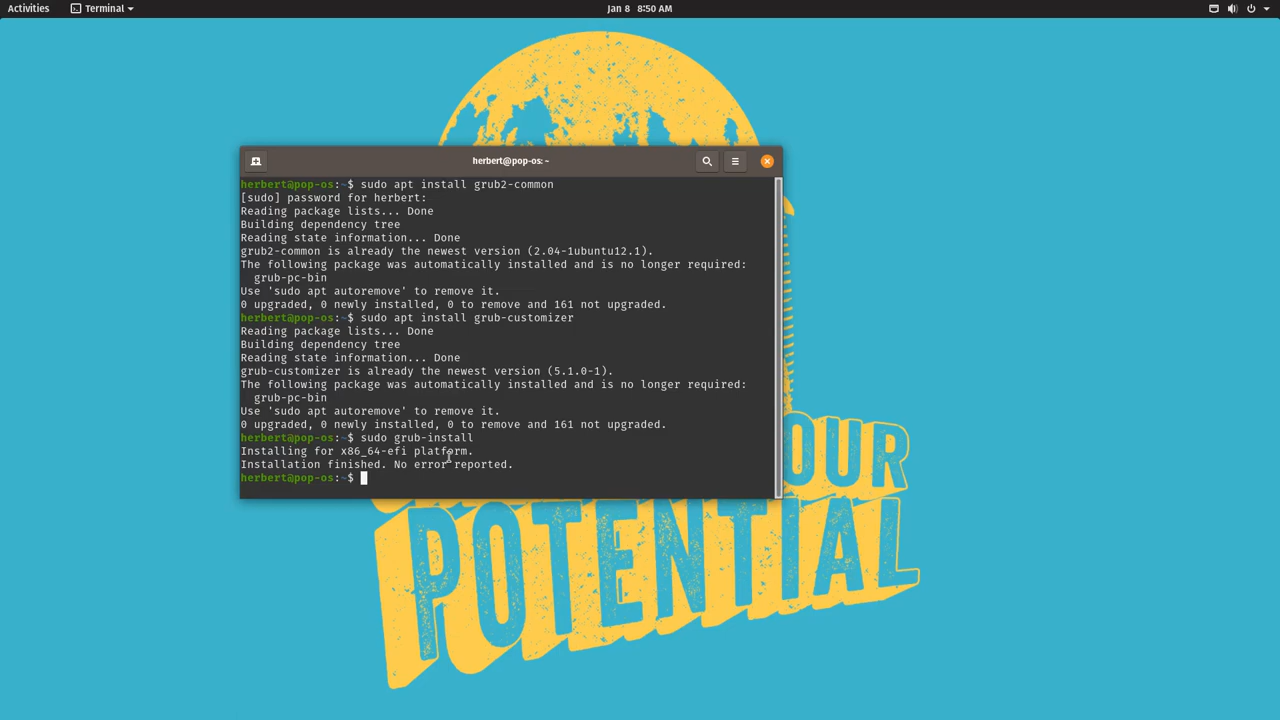 Activities Terminal Jan 8 8:50 AM
herbert@pop-os: ~
herbert@pop-os:~$ sudo apt install grub2-common
[sudo] password for herbert:
Reading package lists... Done
Building dependency tree
Reading state information... Done
grub2-common is already the newest version (2.04-1ubuntu12.1).
The following package was automatically installed and is no longer required:
  grub-pc-bin
Use 'sudo apt autoremove' to remove it.
0 upgraded, 0 newly installed, 0 to remove and 161 not upgraded.
herbert@pop-os:~$ sudo apt install grub-customizer
Reading package lists... Done
Building dependency tree
Reading state information... Done
grub-customizer is already the newest version (5.1.0-1).
The following package was automatically installed and is no longer required:
  grub-pc-bin
Use 'sudo apt autoremove' to remove it.
0 upgraded, 0 newly installed, 0 to remove and 161 not upgraded.
herbert@pop-os:~$ sudo grub-install
Installing for x86_64-efi platform.
Installation finished. No error reported.
herbert@pop-os:~$
OUR
POTENTIAL